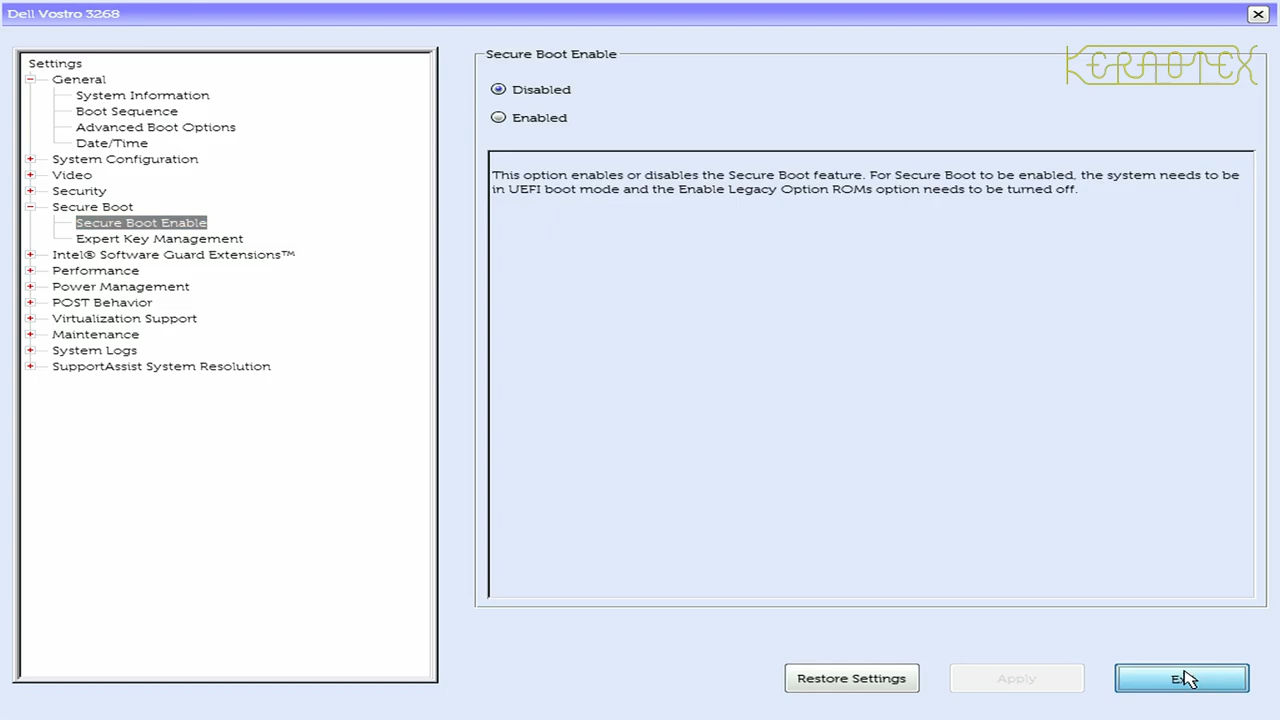 Dell Vostro 3268
Settings
General
System Information
Boot Sequence
Advanced Boot Options
Date/Time
System Configuration
Video
Security
Secure Boot
Secure Boot Enable
Expert Key Management
Intel® Software Guard Extensions™
Performance
Power Management
POST Behavior
Virtualization Support
Maintenance
System Logs
SupportAssist System Resolution
Secure Boot Enable
KERAOTEX
Disabled
Enabled
This option enables or disables the Secure Boot feature. For Secure Boot to be enabled, the system needs to be
in UEFI boot mode and the Enable Legacy Option ROMs option needs to be turned off.
Restore Settings
Apply